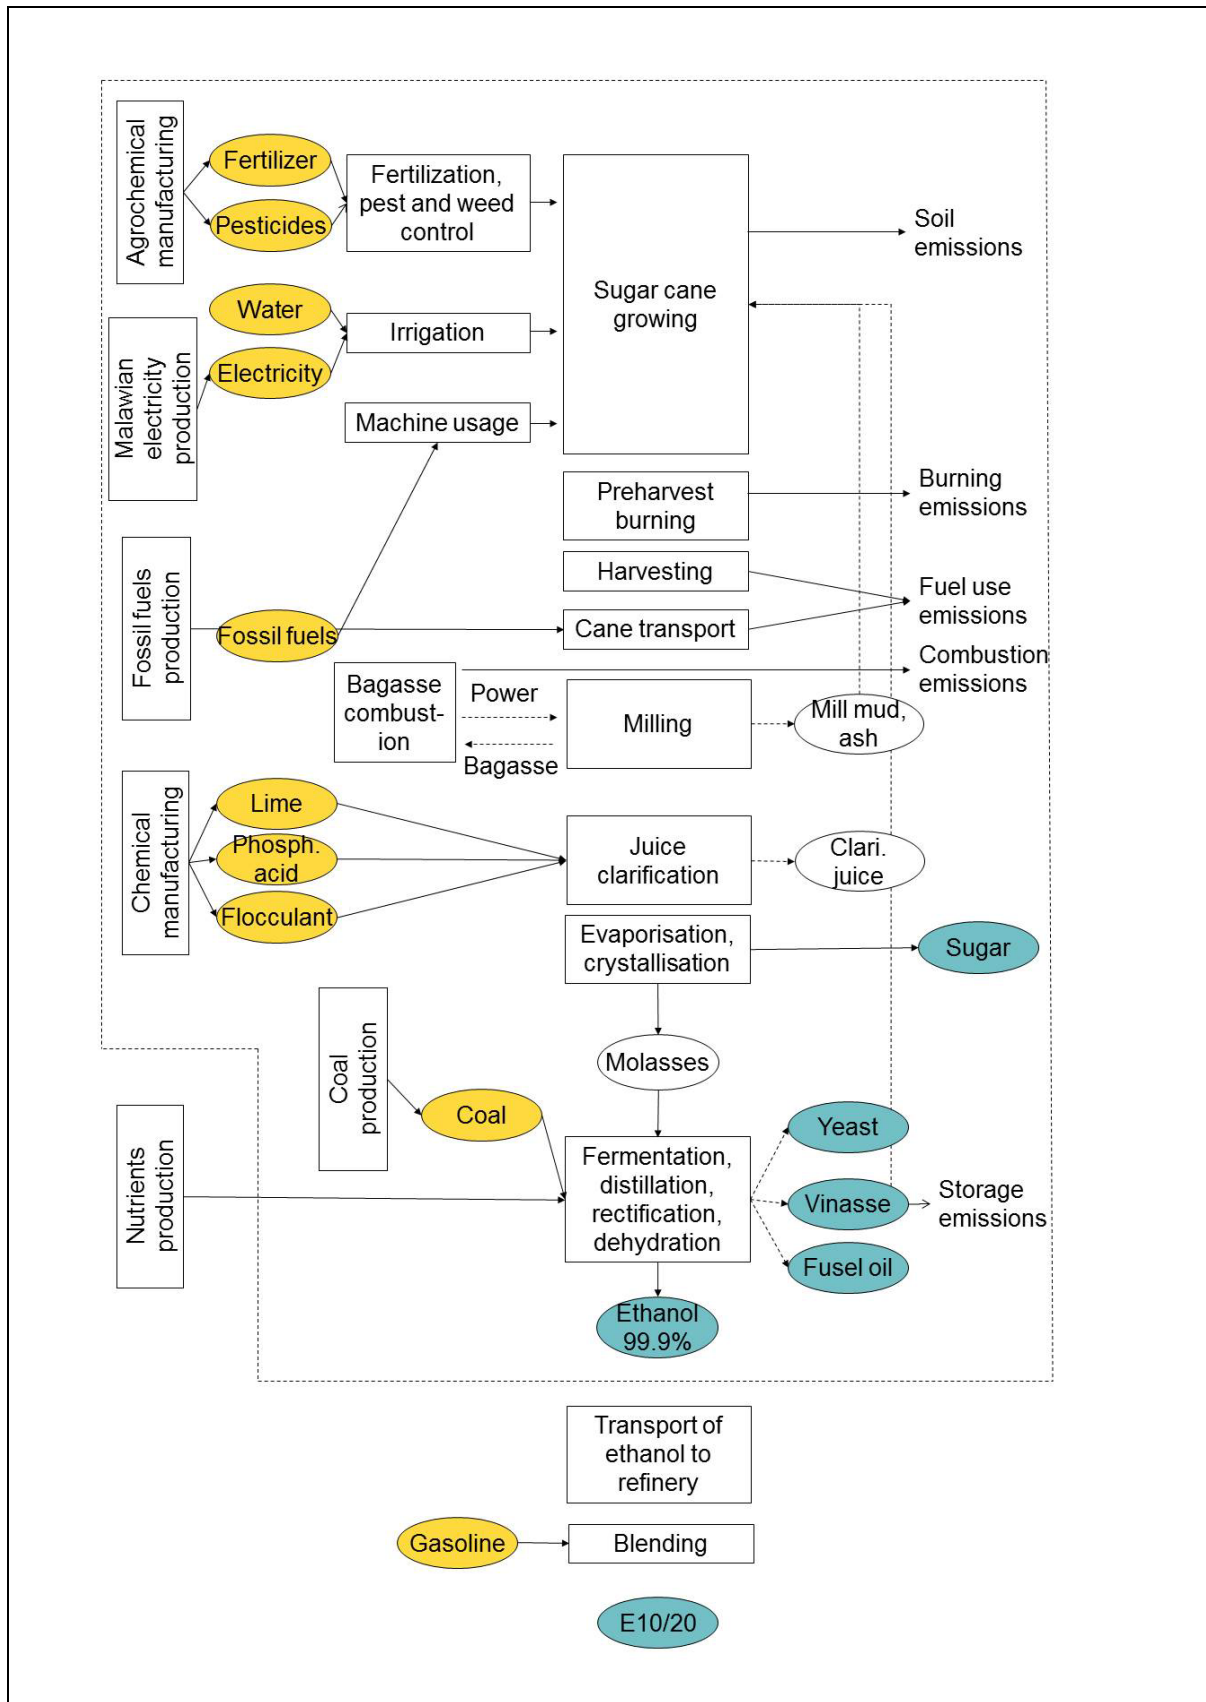 Agrochemical
manufacturing
Fertilizer
Pesticides
Fertilization,
pest and weed
control
Sugar cane
growing
Soil
emissions
Malawian
electricity
production
Water
Electricity
Irrigation
Machine usage
Preharvest
burning
Burning
emissions
Fossil fuels
production
Fossil fuels
Harvesting
Cane transport
Fuel use
emissions
Bagasse
combust-
ion
Power
Bagasse
Milling
Combustion
emissions
Mill mud,
ash
Chemical
manufacturing
Lime
Phosph.
acid
Flocculant
Juice
clarification
Clari.
juice
Evaporisation,
crystallisation
Sugar
Molasses
Coal
production
Coal
Nutrients
production
Fermentation,
distillation,
rectification,
dehydration
Yeast
Vinasse
Fusel oil
Storage
emissions
Ethanol
99.9%
Transport of
ethanol to
refinery
Gasoline
Blending
E10/20